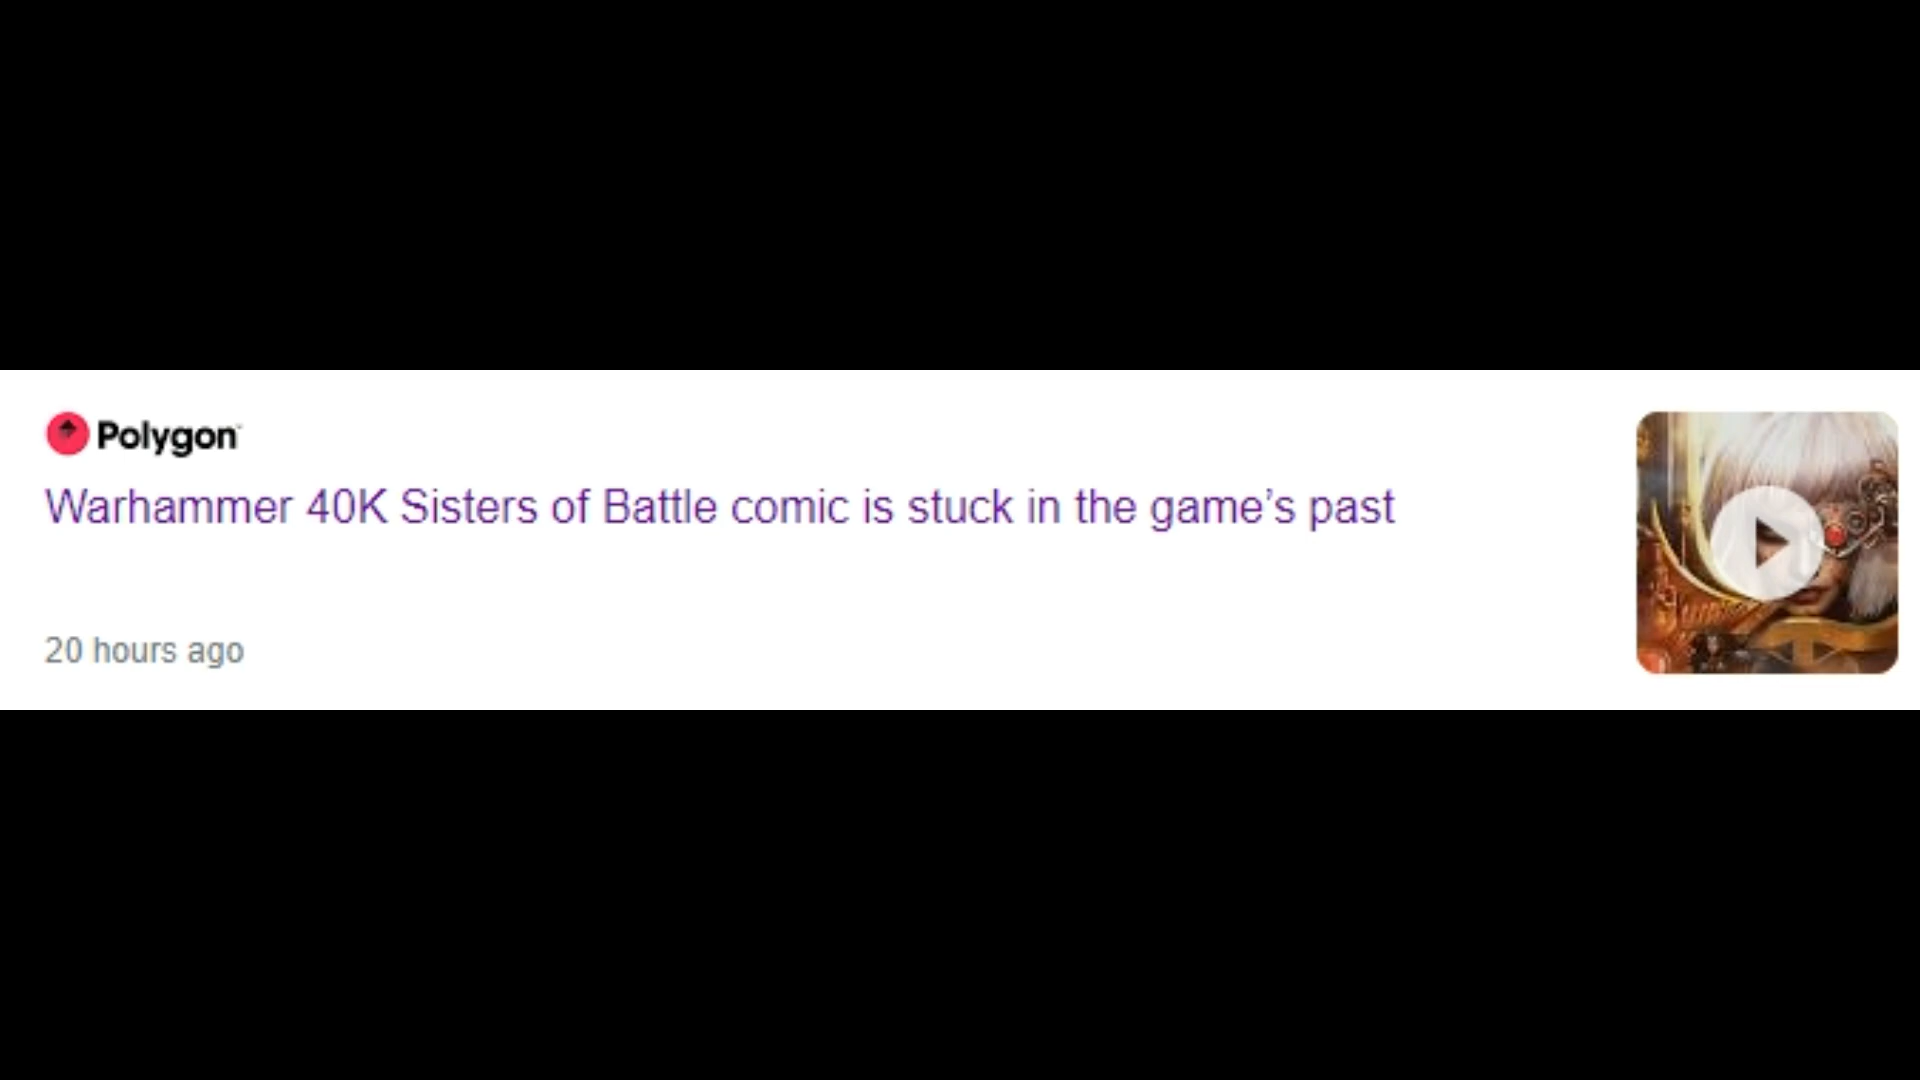 Polygon
Warhammer 40K Sisters of Battle comic is stuck in the game’s past
20 hours ago